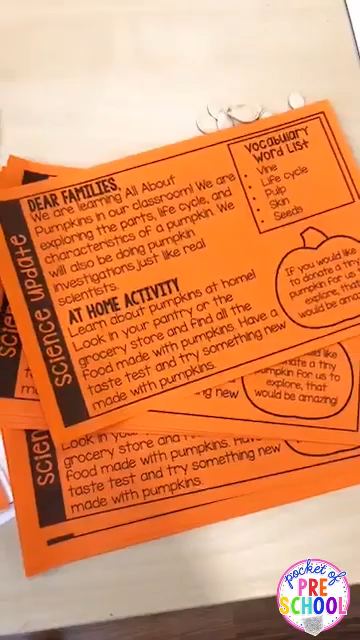 Science Update
DEAR FAMILIES,
We are learning All About
Pumpkins in our classroom! We are
exploring the parts, life cycle, and
characteristics of a pumpkin. We
will also be doing pumpkin
investigations just like real
scientists.
AT HOME ACTIVITY
Learn about pumpkins at home!
Look in your pantry or the
grocery store and find all the
food made with pumpkins. Have a
taste test and try something new
made with pumpkins.
Vocabulary
Word List
• Vine
• Life cycle
• Pulp
• Skin
• Seeds
If you would like
to donate a tiny
pumpkin for us to
explore, that
would be amazing!
like
a tiny
pumpkin for us to
explore, that
would be amazing!
new
Look in
grocery store and
food made with pumpkins.
taste test and try something new
made with pumpkins.
pocket of
PRE
SCHOOL